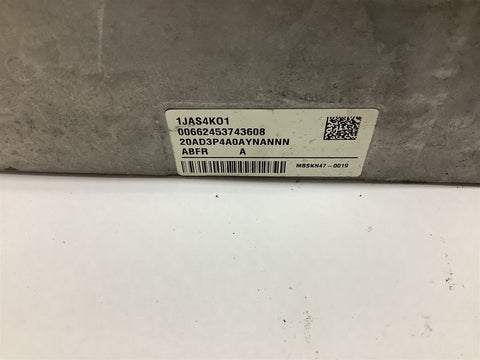 1JAS4K01
00662453743608
20AD3P4A0AYNANNN
ABFR A
MBSKN47-0019